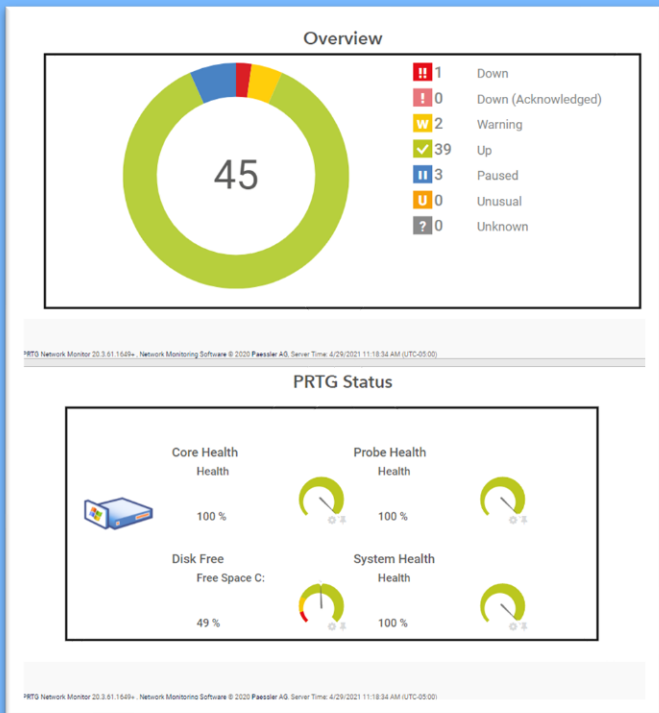 Overview
45
!! 1 Down
! 0 Down (Acknowledged)
W 2 Warning
39 Up
3 Paused
U 0 Unusual
? 0 Unknown
PRTG Network Monitor 20.3.61.1649+ . Network Monitoring Software © 2020 Paessler AG. Server Time: 4/29/2021 11:18:34 AM (UTC-05:00)
PRTG Status
Core Health Probe Health
Health Health
100 % 100 %
Disk Free System Health
Free Space C: Health
49 % 100 %
PRTG Network Monitor 20.3.61.1649+ . Network Monitoring Software © 2020 Paessler AG. Server Time: 4/29/2021 11:18:34 AM (UTC-05:00)